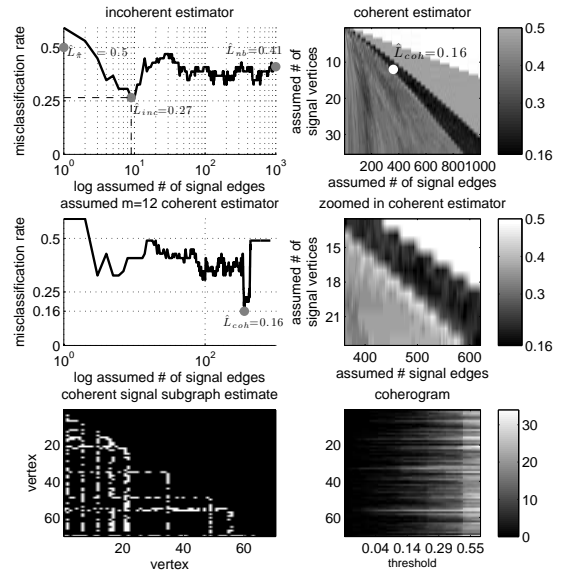 incoherent estimator
misclassification rate
0.5
0.25
0
L̂π̂ = 0.5
L̂nb=0.41
L̂inc=0.27
10^0
10^1
10^2
10^3
log assumed # of signal edges
coherent estimator
assumed # of
signal vertices
10
20
30
L̂coh=0.16
200
400
600
800
1000
assumed # of signal edges
0.5
0.4
0.3
0.16
assumed m=12 coherent estimator
misclassification rate
0.5
0.25
0.16
0
L̂coh=0.16
10^0
10^2
log assumed # of signal edges
zoomed in coherent estimator
assumed # of
signal vertices
15
18
21
400
500
600
assumed # signal edges
0.5
0.4
0.3
0.16
coherent signal subgraph estimate
vertex
20
40
60
20
60
vertex
coherogram
20
40
60
0.04
0.14
0.29
0.55
threshold
30
20
10
0